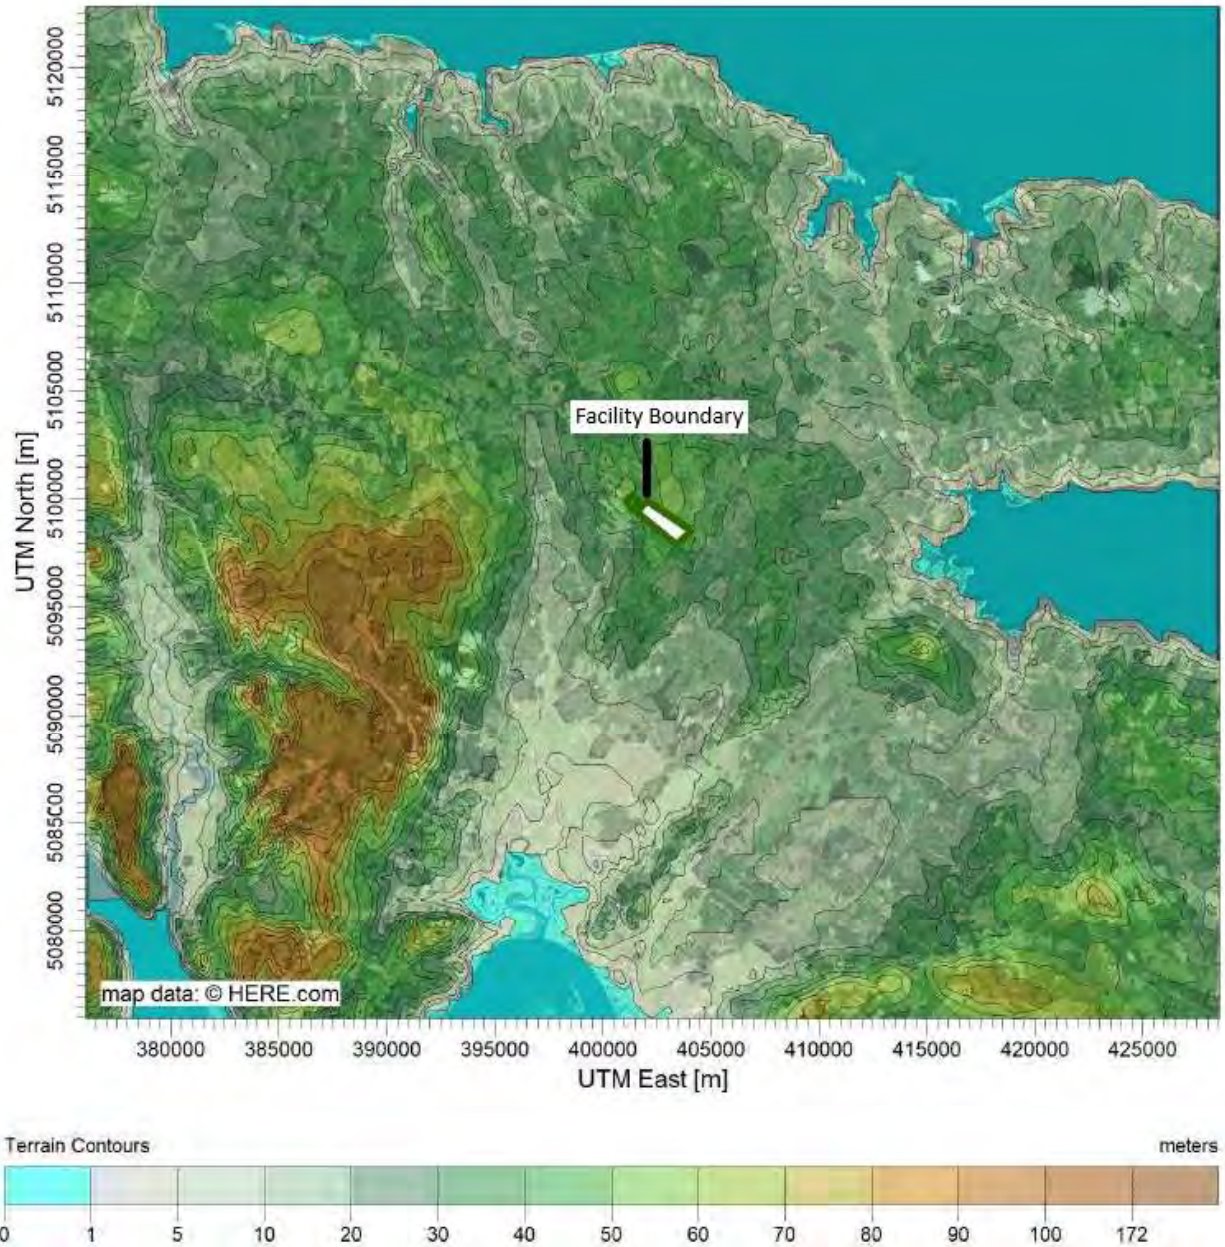 5120000
5115000
5110000
5105000
5100000
5095000
5090000
5085000
5080000
UTM North [m]
Facility Boundary
map data: © HERE.com
380000 385000 390000 395000 400000 405000 410000 415000 420000 425000
UTM East [m]
Terrain Contours meters
0 1 5 10 20 30 40 50 60 70 80 90 100 172